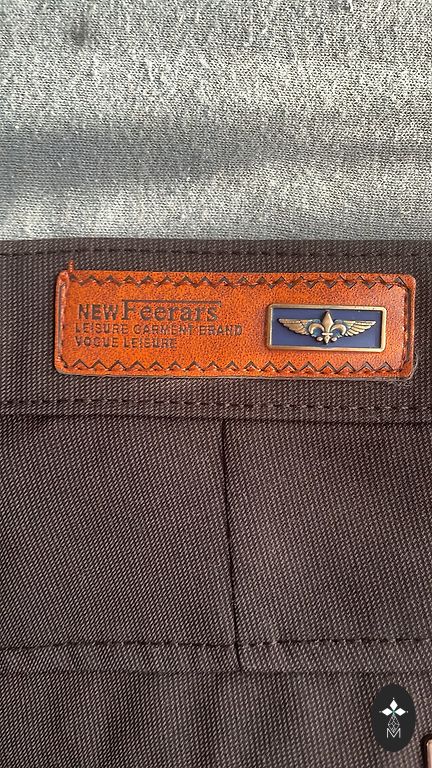 NEW Feerars
LEISURE GARMENT BRAND
VOGUE LEISURE